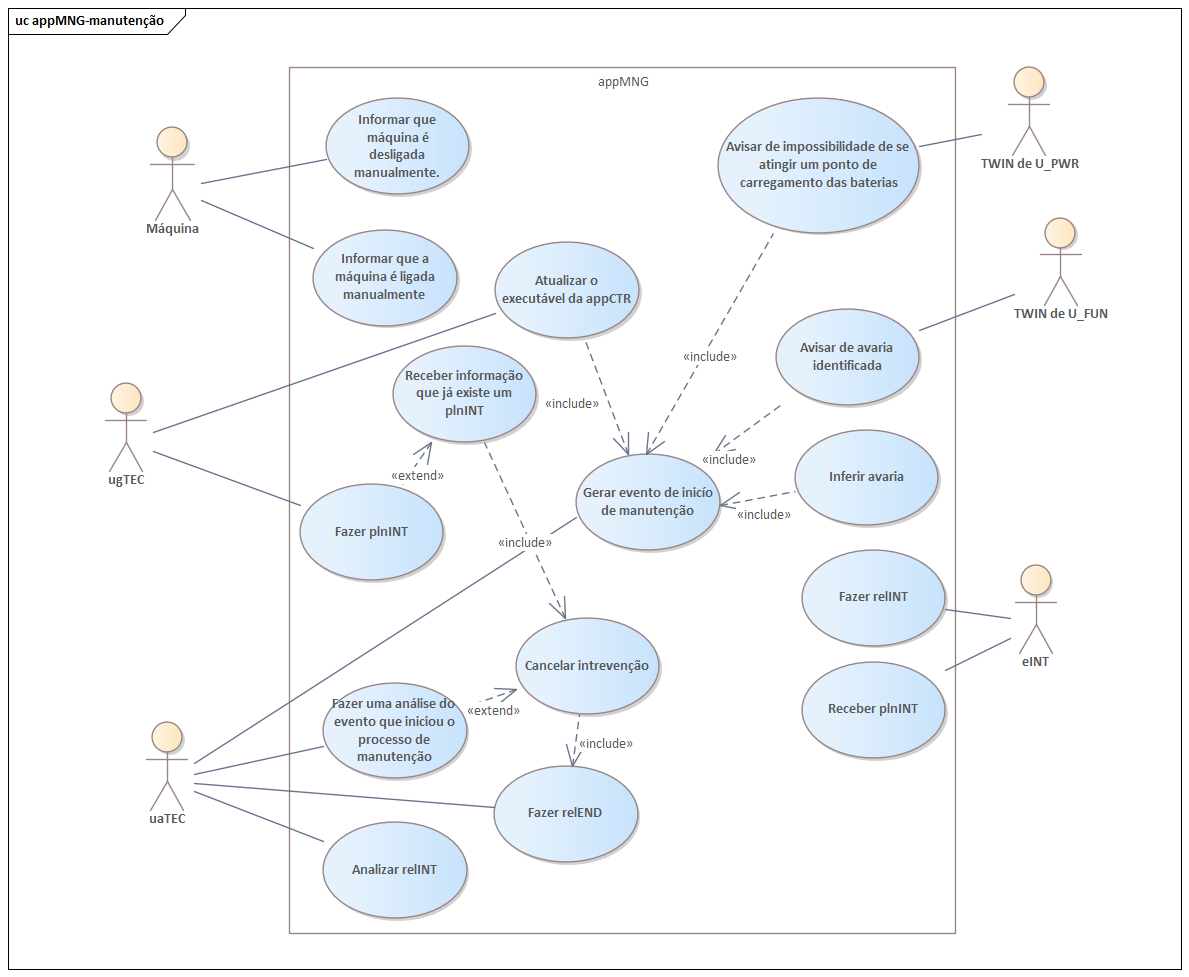 uc appMNG-manutenção
appMNG
Informar que
máquina é
desligada
manualmente.
Máquina
Informar que a
máquina é ligada
manualmente
Avisar de impossibilidade de se
atingir um ponto de
carregamento das baterias
TWIN de U_PWR
Atualizar o
executável da appCTR
TWIN de U_FUN
Avisar de avaria
identificada
«include»
Receber informação
que já existe um
plnINT
«include»
«include»
«extend»
ugTEC
Inferir avaria
Gerar evento de inicío
de manutenção
«include»
Fazer plnINT
«include»
Fazer relINT
eINT
Cancelar intrevenção
Receber plnINT
Fazer uma análise do
evento que iniciou o
processo de
manutenção
«extend»
«include»
uaTEC
Fazer relEND
Analizar relINT